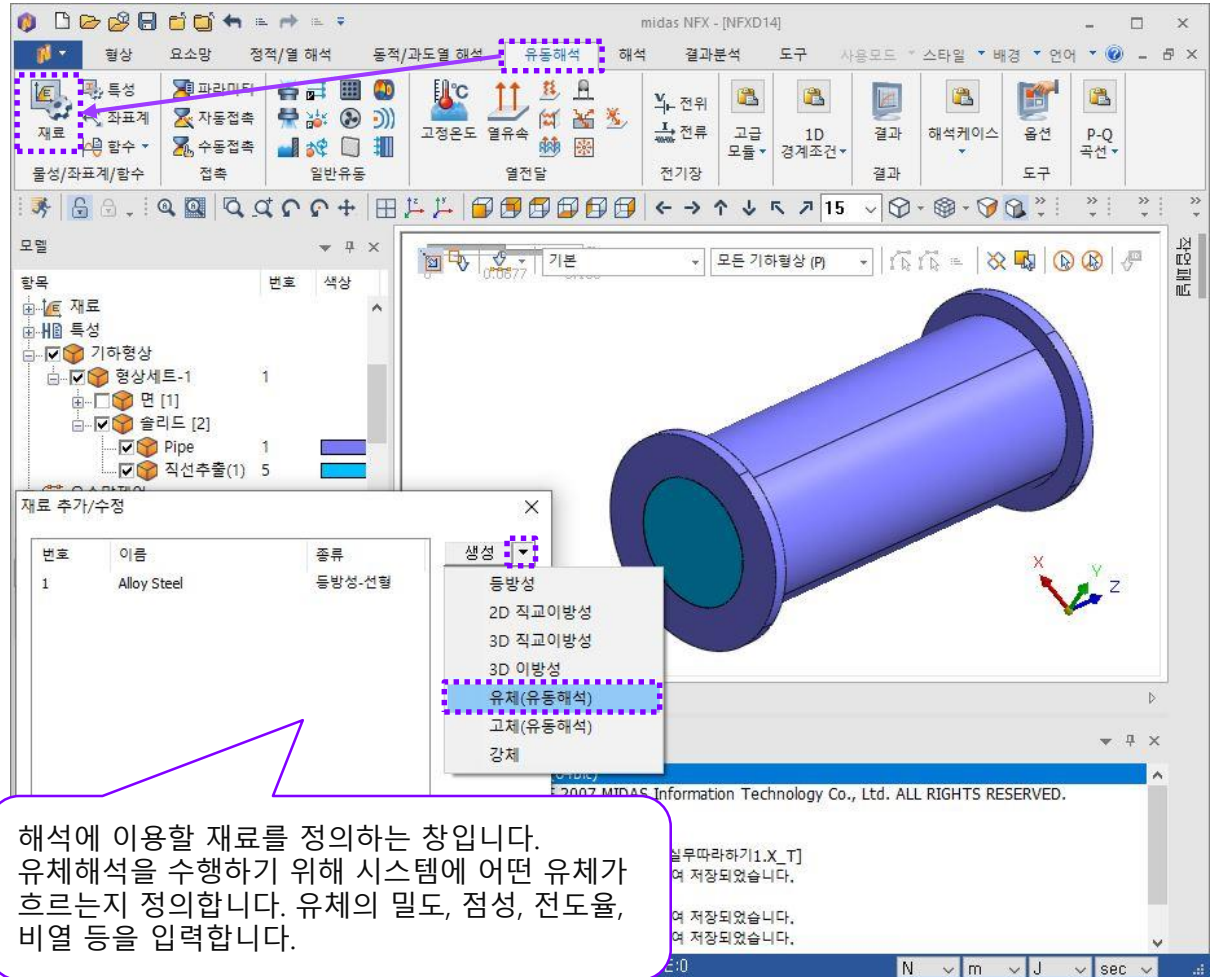 midas NFX - [NFXD14]
형상 요소망 정적/열 해석 동적/과도열 해석 유동해석 해석 결과분석 도구 사용모드 스타일 배경 언어
재료 특성 좌표계 함수
물성/좌표계/함수
파라미터 자동접촉 수동접촉
접촉
일반유동
고정온도 열유속
열전달
전위 전류
전기장
고급 모듈 1D 경계조건
결과
결과
해석케이스
옵션
도구
P-Q 곡선
15
모델
항목 번호 색상
재료
특성
기하형상
형상세트-1 1
면 [1]
솔리드 [2]
Pipe 1
직선추출(1) 5
기본 모든 기하형상 (P)
0.0677
작업패널
X Y Z
재료 추가/수정
번호 이름 종류
1 Alloy Steel 등방성-선형
생성
등방성
2D 직교이방성
3D 직교이방성
3D 이방성
유체(유동해석)
고체(유동해석)
강체
2007 MIDAS Information Technology Co., Ltd. ALL RIGHTS RESERVED.
실무따라하기1.X_T]
여 저장되었습니다.
여 저장되었습니다.
여 저장되었습니다.
해석에 이용할 재료를 정의하는 창입니다.
유체해석을 수행하기 위해 시스템에 어떤 유체가
흐르는지 정의합니다. 유체의 밀도, 점성, 전도율,
비열 등을 입력합니다.
E:0 N m J sec